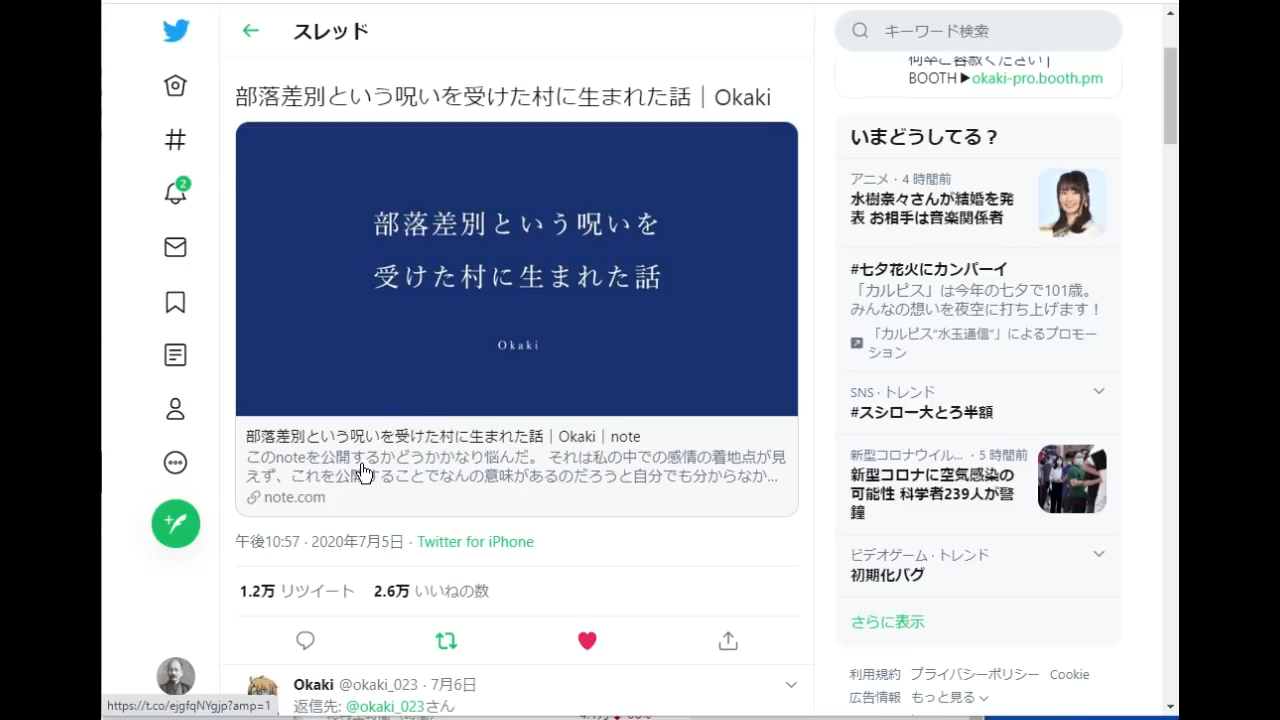 スレッド
部落差別という呪いを受けた村に生まれた話｜Okaki
部落差別という呪いを
受けた村に生まれた話
Okaki
部落差別という呪いを受けた村に生まれた話｜Okaki｜note
このnoteを公開するかどうかかなり悩んだ。 それは私の中での感情の着地点が見
えず、これを公開することでなんの意味があるのだろうと自分でも分からなか...
note.com
午後10:57 · 2020年7月5日 · Twitter for iPhone
1.2万 リツイート 2.6万 いいねの数
Okaki @okaki_023 · 7月6日
返信先: @okaki_023さん
2
https://t.co/ejgfqNYgjp?amp=1
キーワード検索
何卒ご容赦ください |
BOOTH ▶okaki-pro.booth.pm
いまどうしてる？
アニメ · 4 時間前
水樹奈々さんが結婚を発
表 お相手は音楽関係者
#七夕花火にカンパーイ
「カルピス」は今年の七夕で101歳。
みんなの想いを夜空に打ち上げます！
「カルピス"水玉通信"」によるプロモー
ション
SNS · トレンド
#スシロー大とろ半額
新型コロナウイル... · 5 時間前
新型コロナに空気感染の
可能性 科学者239人が警
鐘
ビデオゲーム · トレンド
初期化バグ
さらに表示
利用規約 プライバシーポリシー Cookie
広告情報 もっと見る